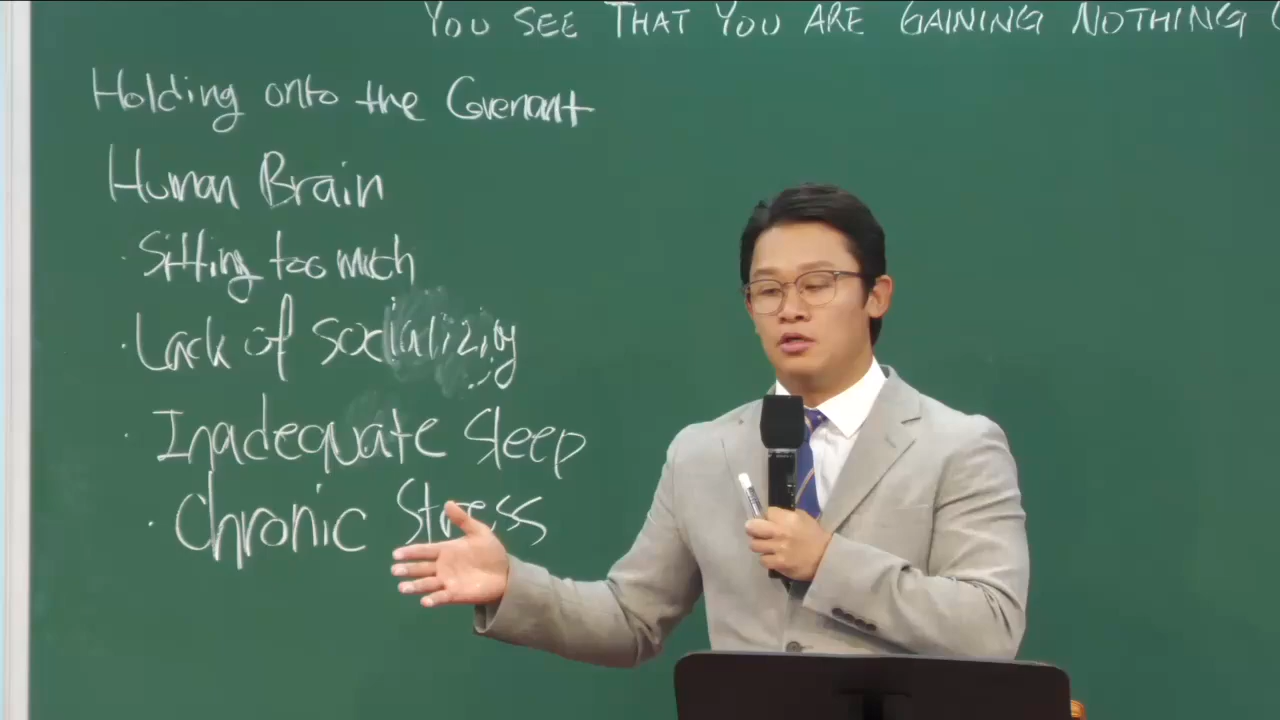 YOU SEE THAT YOU ARE GAINING NOTHING
Holding onto the Covenant
Human Brain
· Sitting too much
· Lack of socializing
· Inadequate Sleep
· Chronic Stress